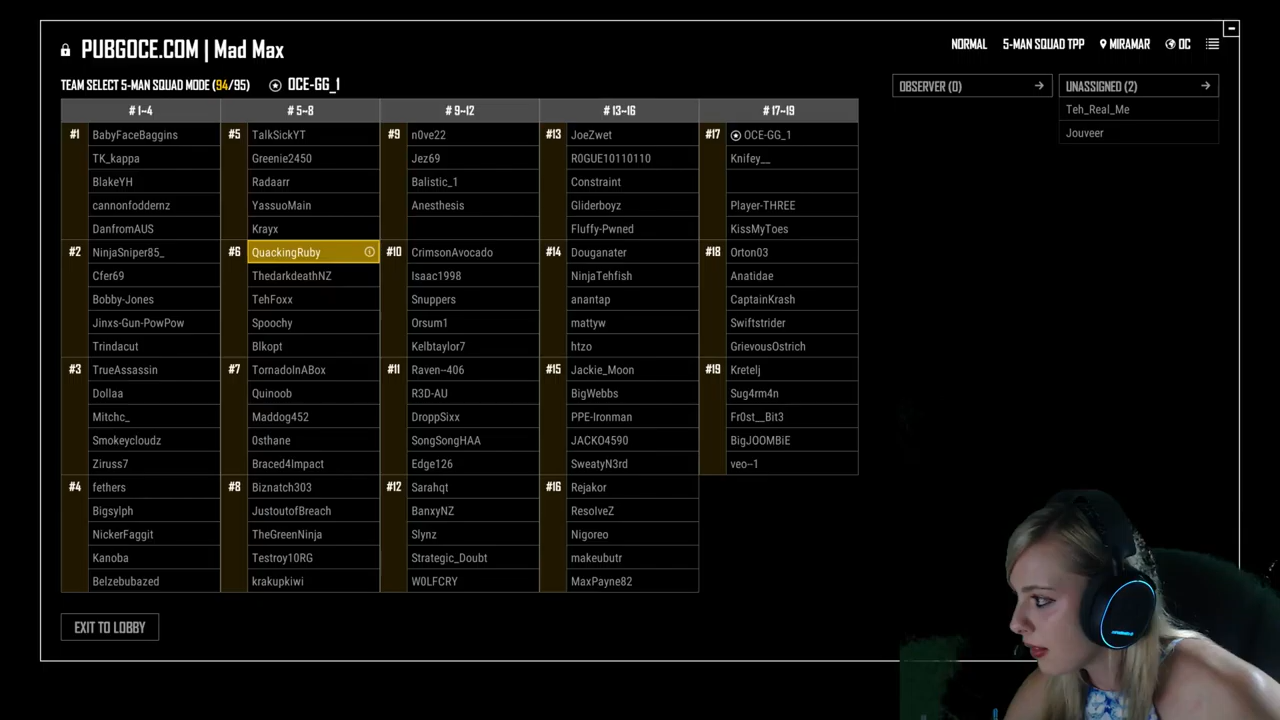 PUBGOCE.COM | Mad Max
NORMAL 5-MAN SQUAD TPP MIRAMAR OC
TEAM SELECT 5-MAN SQUAD MODE (94/95) OCE-GG_1
OBSERVER (0)
UNASSIGNED (2)
Teh_Real_Me
Jouveer
# 1~4
#1 BabyFaceBaggins
TK_kappa
BlakeYH
cannonfoddernz
DanfromAUS
#2 NinjaSniper85_
Cfer69
Bobby-Jones
Jinxs-Gun-PowPow
Trindacut
#3 TrueAssassin
Dollaa
Mitchc_
Smokeycloudz
Ziruss7
#4 fethers
Bigsylph
NickerFaggit
Kanoba
Belzebubazed
# 5~8
#5 TalkSickYT
Greenie2450
Radaarr
YassuoMain
Krayx
#6 QuackingRuby
ThedarkdeathNZ
TehFoxx
Spoochy
Blkopt
#7 TornadoInABox
Quinoob
Maddog452
0sthane
Braced4Impact
#8 Biznatch303
JustoutofBreach
TheGreenNinja
Testroy10RG
krakupkiwi
# 9~12
#9 n0ve22
Jez69
Balistic_1
Anesthesis
#10 CrimsonAvocado
Isaac1998
Snuppers
Orsum1
Kelbtaylor7
#11 Raven--406
R3D-AU
DroppSixx
SongSongHAA
Edge126
#12 Sarahqt
BanxyNZ
Slynz
Strategic_Doubt
W0LFCRY
# 13~16
#13 JoeZwet
R0GUE10110110
Constraint
Gliderboyz
Fluffy-Pwned
#14 Douganater
NinjaTehfish
anantap
mattyw
htzo
#15 Jackie_Moon
BigWebbs
PPE-Ironman
JACKO4590
SweatyN3rd
#16 Rejakor
ResolveZ
Nigoreo
makeubutr
MaxPayne82
# 17~19
#17 OCE-GG_1
Knifey__
Player-THREE
KissMyToes
#18 Orton03
Anatidae
CaptainKrash
Swiftstrider
GrievousOstrich
#19 Kretelj
Sug4rm4n
Fr0st__Bit3
BigJOOMBiE
veo--1
EXIT TO LOBBY